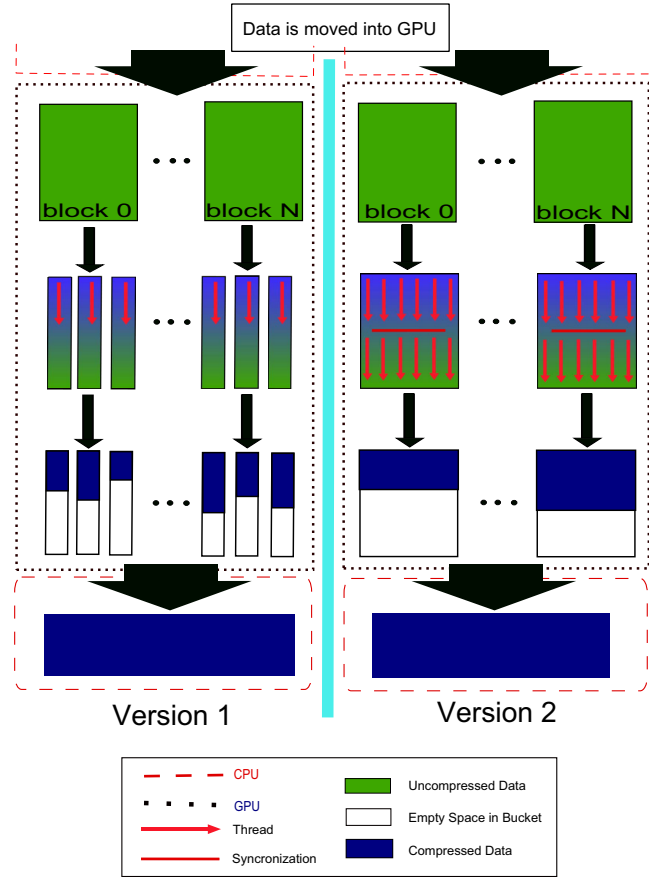 Data is moved into GPU
block 0
block N
block 0
block N
Version 1
Version 2
CPU
GPU
Thread
Syncronization
Uncompressed Data
Empty Space in Bucket
Compressed Data